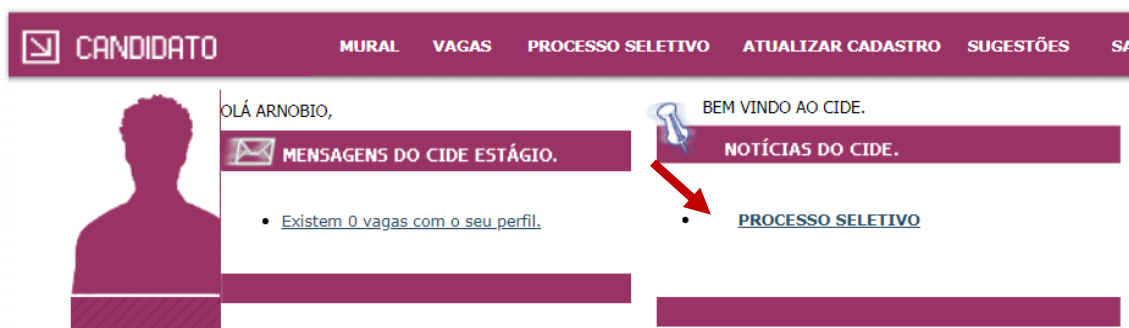 CANDIDATO MURAL VAGAS PROCESSO SELETIVO ATUALIZAR CADASTRO SUGESTÕES
OLÁ ARNOBIO,
MENSAGENS DO CIDE ESTÁGIO.
Existem 0 vagas com o seu perfil.
BEM VINDO AO CIDE.
NOTÍCIAS DO CIDE.
PROCESSO SELETIVO